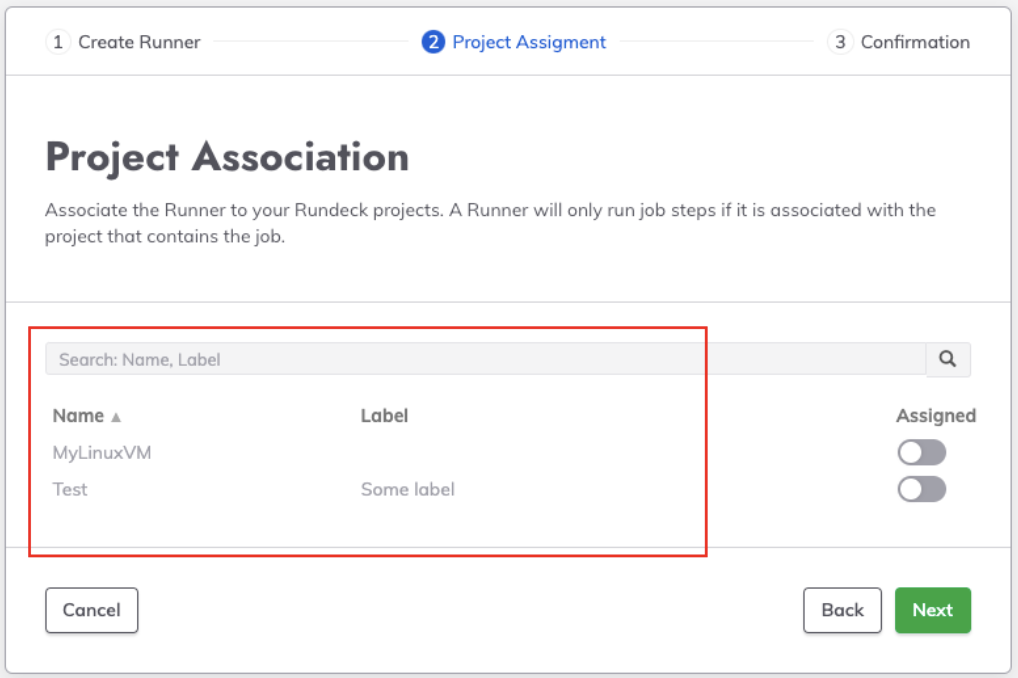 1 Create Runner 2 Project Assigment 3 Confirmation
Project Association
Associate the Runner to your Rundeck projects. A Runner will only run job steps if it is associated with the
project that contains the job.
Search: Name, Label
Name ▲ Label Assigned
MyLinuxVM
Test Some label
Cancel Back Next